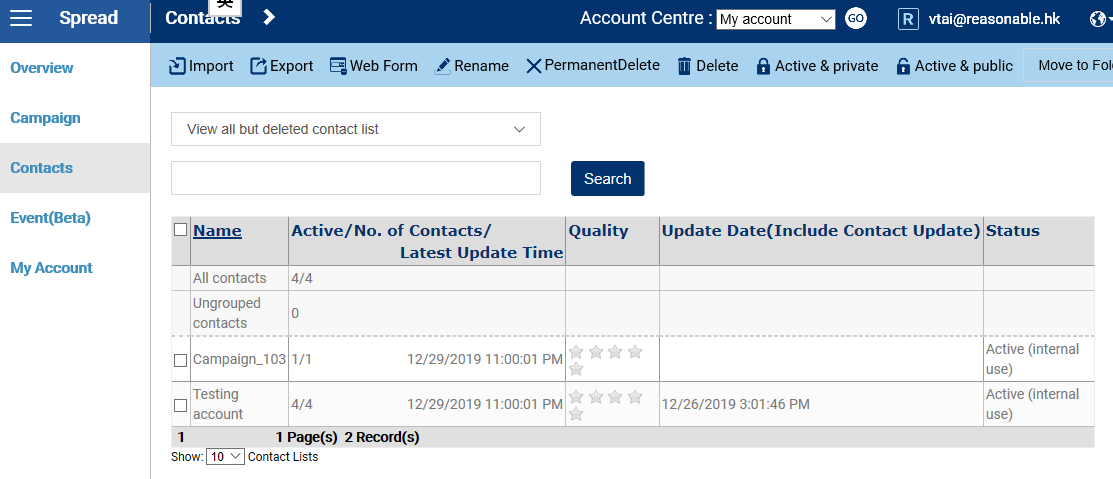 Spread
Contacts
英
Account Centre :
My account
GO
R
vtai@reasonable.hk
Overview
Campaign
Contacts
Event(Beta)
My Account
Import
Export
Web Form
Rename
PermanentDelete
Delete
Active & private
Active & public
Move to Fol
View all but deleted contact list
Search
Name
Active/No. of Contacts/
Latest Update Time
Quality
Update Date(Include Contact Update)
Status
All contacts
4/4
Ungrouped
contacts
0
Campaign_103
1/1
12/29/2019 11:00:01 PM
Active (internal
use)
Testing
account
4/4
12/29/2019 11:00:01 PM
12/26/2019 3:01:46 PM
Active (internal
use)
1
1 Page(s) 2 Record(s)
Show: 10 Contact Lists